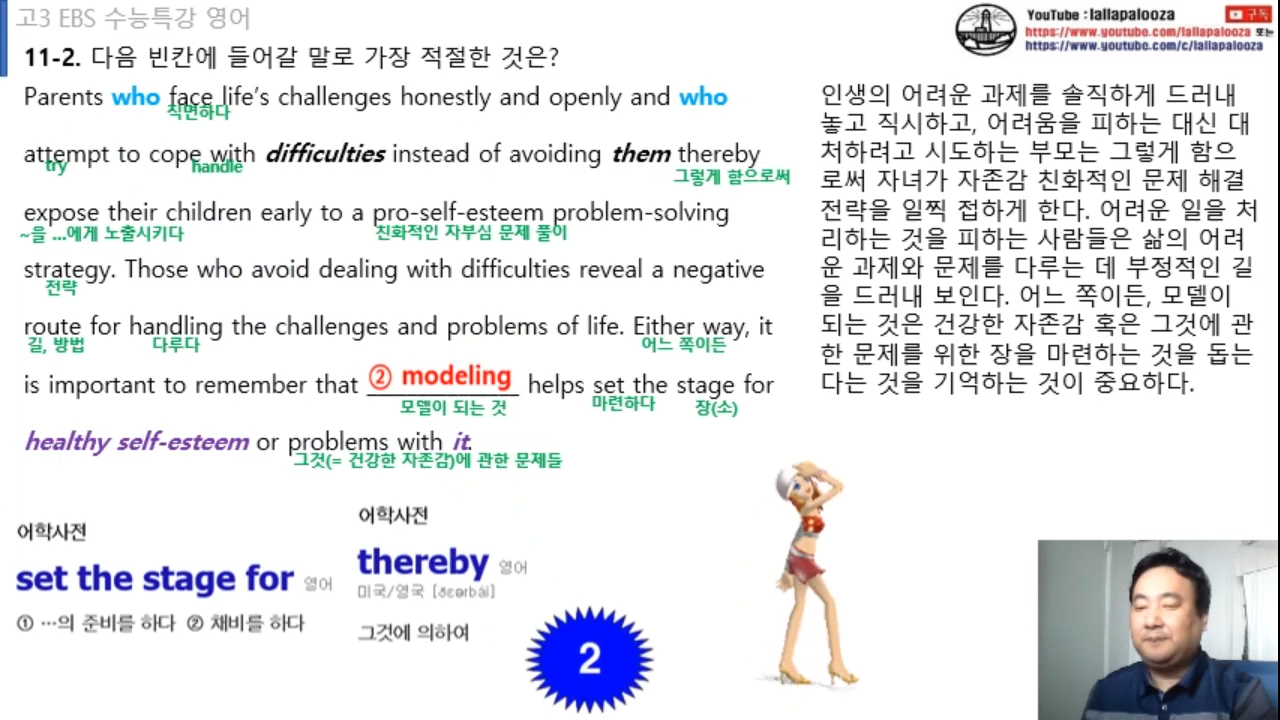 고3 EBS 수능특강 영어
YouTube : lallapalooza
구독
https://www.youtube.com/lallapalooza 또는
https://www.youtube.com/c/lallapalooza
11-2. 다음 빈칸에 들어갈 말로 가장 적절한 것은?
Parents who face life's challenges honestly and openly and who
직면하다
attempt to cope with difficulties instead of avoiding them thereby
try handle 그렇게 함으로써
expose their children early to a pro-self-esteem problem-solving
~을 ...에게 노출시키다 친화적인 자부심 문제 풀이
strategy. Those who avoid dealing with difficulties reveal a negative
전략
route for handling the challenges and problems of life. Either way, it
길, 방법 다루다 어느 쪽이든
is important to remember that ② modeling helps set the stage for
모델이 되는 것 마련하다 장(소)
healthy self-esteem or problems with it.
그것(= 건강한 자존감)에 관한 문제들
인생의 어려운 과제를 솔직하게 드러내
놓고 직시하고, 어려움을 피하는 대신 대
처하려고 시도하는 부모는 그렇게 함으
로써 자녀가 자존감 친화적인 문제 해결
전략을 일찍 접하게 한다. 어려운 일을 처
리하는 것을 피하는 사람들은 삶의 어려
운 과제와 문제를 다루는 데 부정적인 길
을 드러내 보인다. 어느 쪽이든, 모델이
되는 것은 건강한 자존감 혹은 그것에 관
한 문제를 위한 장을 마련하는 것을 돕는
다는 것을 기억하는 것이 중요하다.
어학사전
set the stage for 영어
① …의 준비를 하다 ② 채비를 하다
어학사전
thereby 영어
미국/영국 [ðɛərbái]
그것에 의하여
2